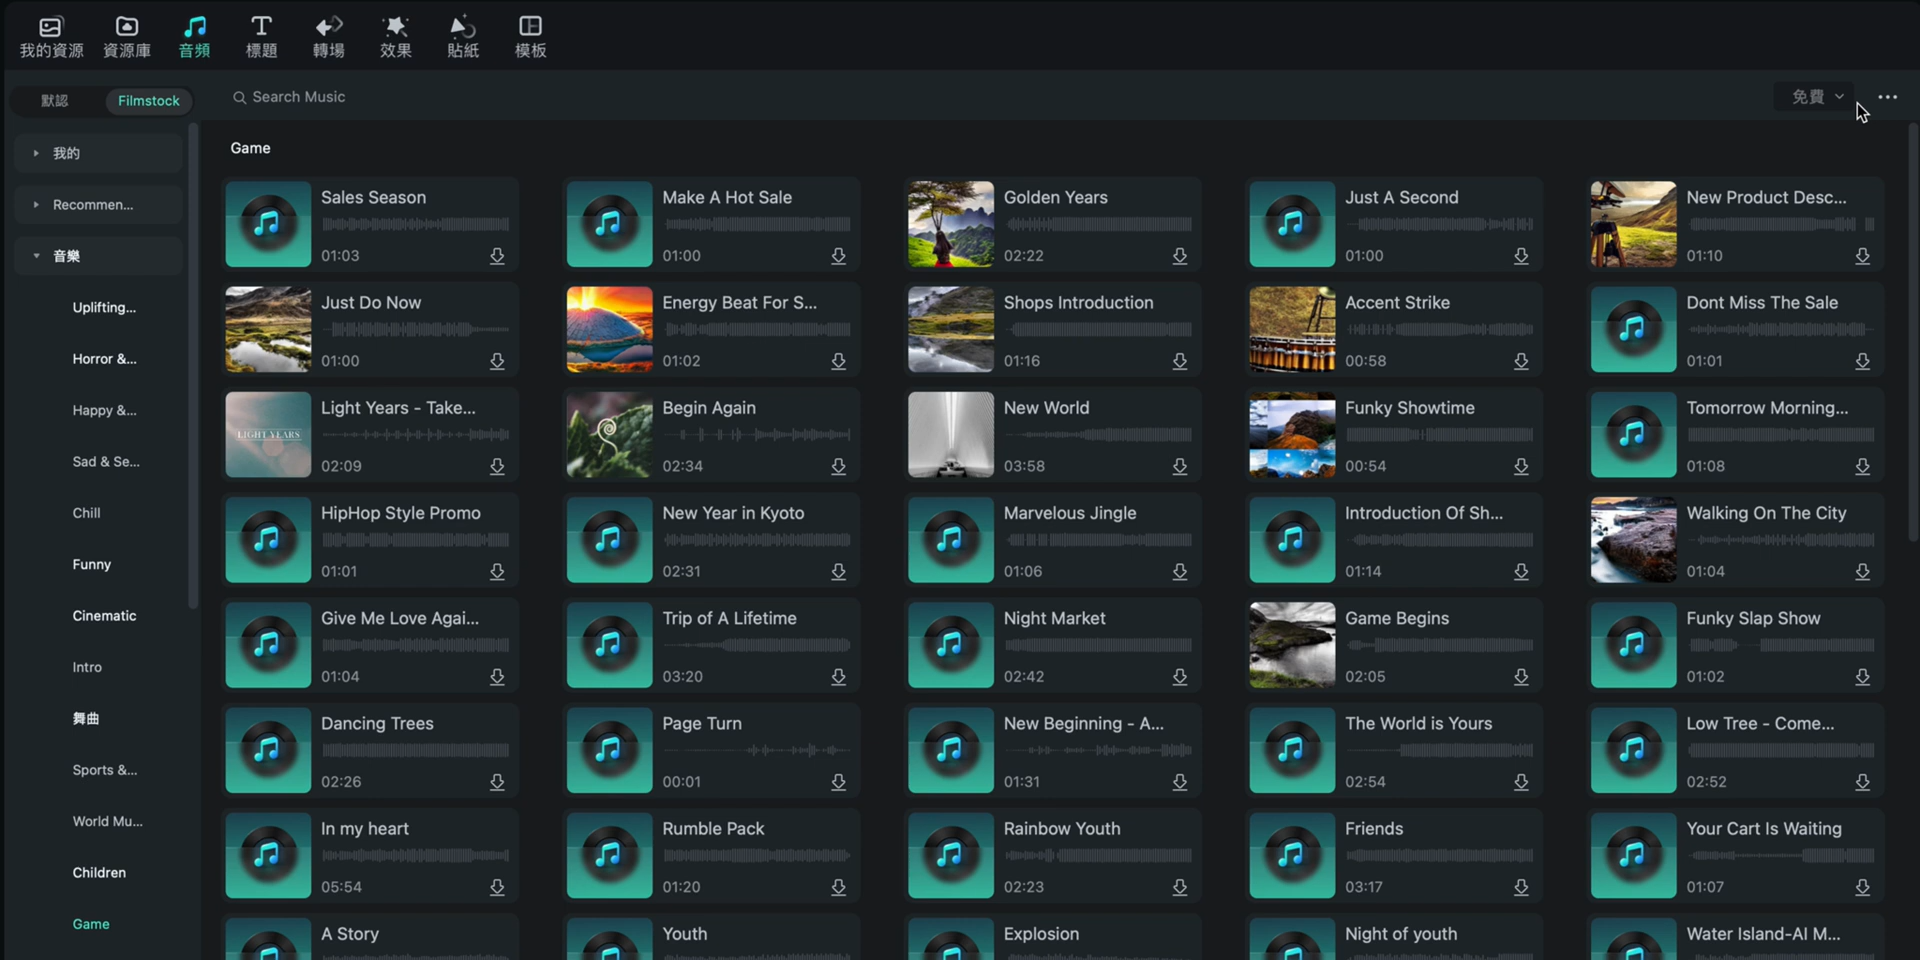 我的資源 資源庫 音頻 標題 轉場 效果 貼紙 模板
默認 Filmstock Search Music 免費
我的
Recommen...
音樂
Uplifting...
Horror &...
Happy &...
Sad & Se...
Chill
Funny
Cinematic
Intro
舞曲
Sports &...
World Mu...
Children
Game
Game
Sales Season Make A Hot Sale Golden Years Just A Second New Product Desc...
01:03 01:00 02:22 01:00 01:10
Just Do Now Energy Beat For S... Shops Introduction Accent Strike Dont Miss The Sale
01:00 01:02 01:16 00:58 01:01
Light Years - Take... Begin Again New World Funky Showtime Tomorrow Morning...
LIGHT YEARS
02:09 02:34 03:58 00:54 01:08
HipHop Style Promo New Year in Kyoto Marvelous Jingle Introduction Of Sh... Walking On The City
01:01 02:31 01:06 01:14 01:04
Give Me Love Agai... Trip of A Lifetime Night Market Game Begins Funky Slap Show
01:04 03:20 02:42 02:05 01:02
Dancing Trees Page Turn New Beginning - A... The World is Yours Low Tree - Come...
02:26 00:01 01:31 02:54 02:52
In my heart Rumble Pack Rainbow Youth Friends Your Cart Is Waiting
05:54 01:20 02:23 03:17 01:07
A Story Youth Explosion Night of youth Water Island-AI M...